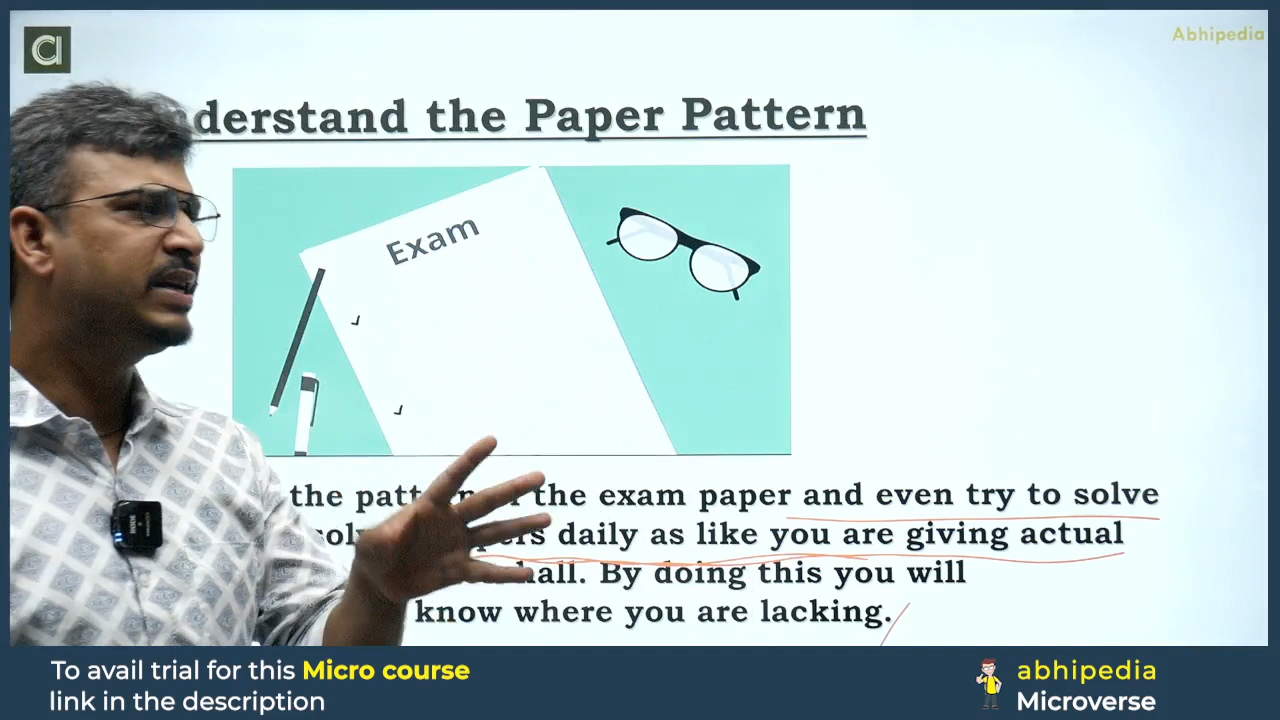 Abhipedia
nderstand the Paper Pattern
Exam
the the exam paper and even try to solve
daily as like you are giving actual
hall. By doing this you will
know where you are lacking.
To avail trial for this Micro course
link in the description
abhipedia
Microverse